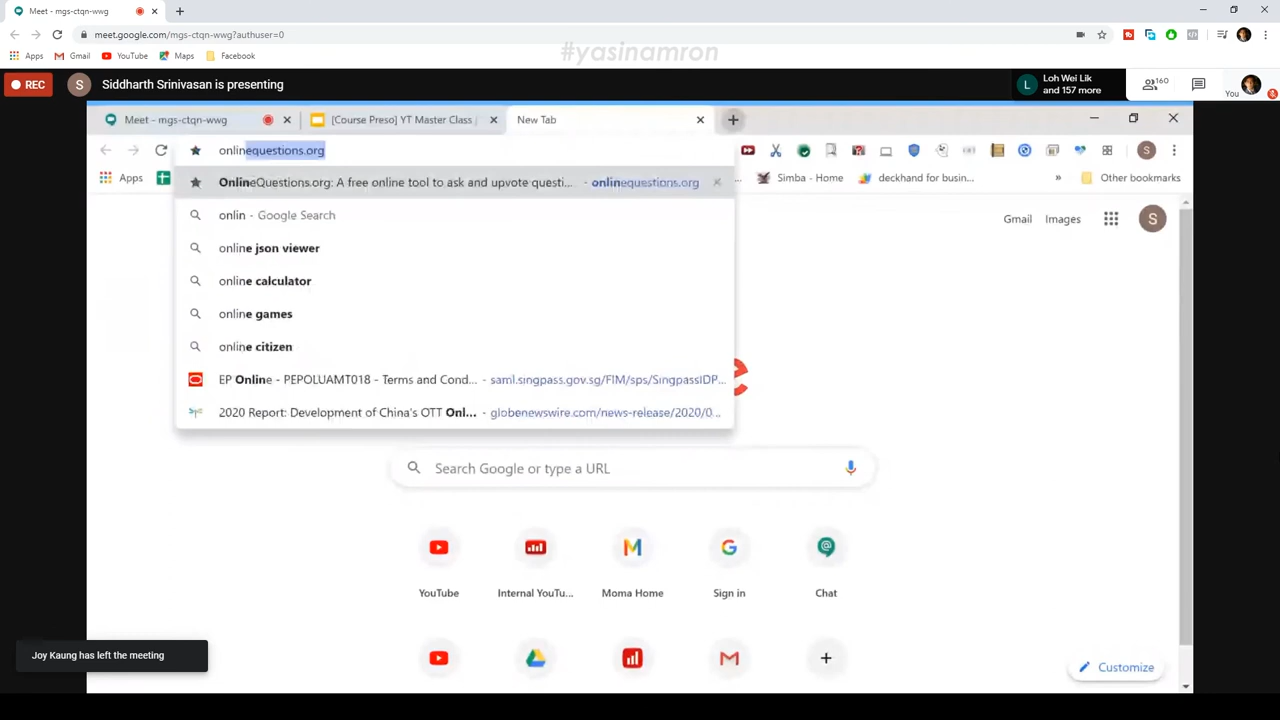 Meet - mgs-ctqn-wwg
meet.google.com/mgs-ctqn-wwg?authuser=0
Apps
Gmail
YouTube
Maps
Facebook
#yasinamron
REC
S
Siddharth Srinivasan is presenting
L
Loh Wei Lik
and 157 more
160
You
Meet - mgs-ctqn-wwg
[Course Preso] YT Master Class
New Tab
onlinequestions.org
S
Apps
Simba - Home
deckhand for busin...
»
Other bookmarks
OnlineQuestions.org: A free online tool to ask and upvote questi... - onlinequestions.org
onlin - Google Search
online json viewer
online calculator
online games
online citizen
EP Online - PEPOLUAMT018 - Terms and Cond... - saml.singpass.gov.sg/FIM/sps/SingpassIDP...
2020 Report: Development of China's OTT Onl... - globenewswire.com/news-release/2020/0...
Gmail
Images
S
e
Search Google or type a URL
YouTube
Internal YouTu...
Moma Home
Sign in
Chat
Joy Kaung has left the meeting
Customize